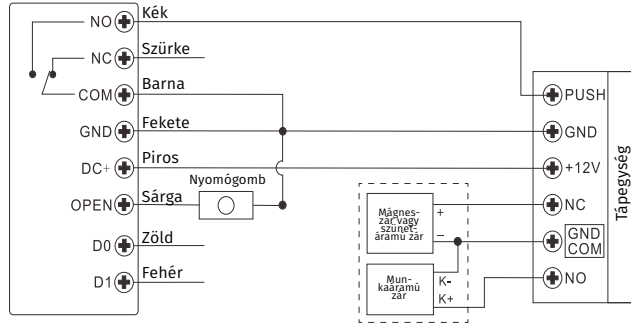 NO Kék
NC Szürke
COM Barna
GND Fekete
DC+ Piros
OPEN Sárga
D0 Zöld
D1 Fehér
Nyomógomb
Mágnes-
zár vagy
szünet-
áramú zár
+
−
Mun-
kaáramú
zár
K-
K+
PUSH
GND
+12V
NC
GND
COM
NO
Tápegység